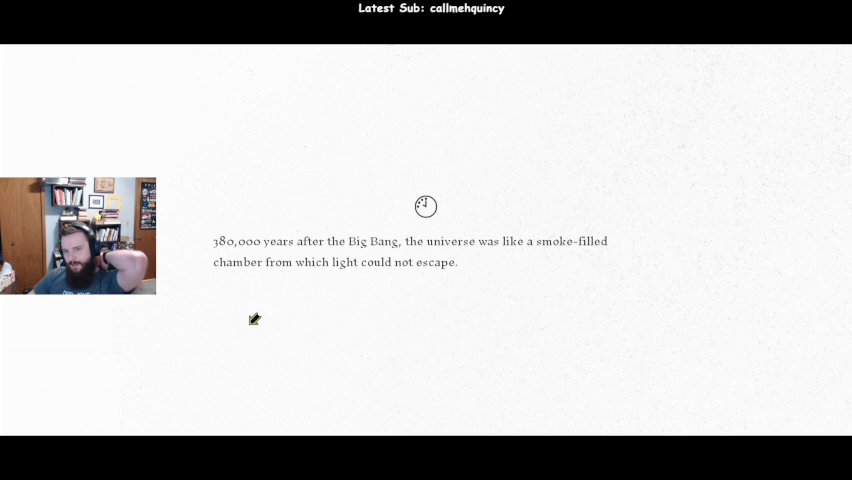 Latest Sub: callmehquincy
380,000 years after the Big Bang, the universe was like a smoke-filled
chamber from which light could not escape.